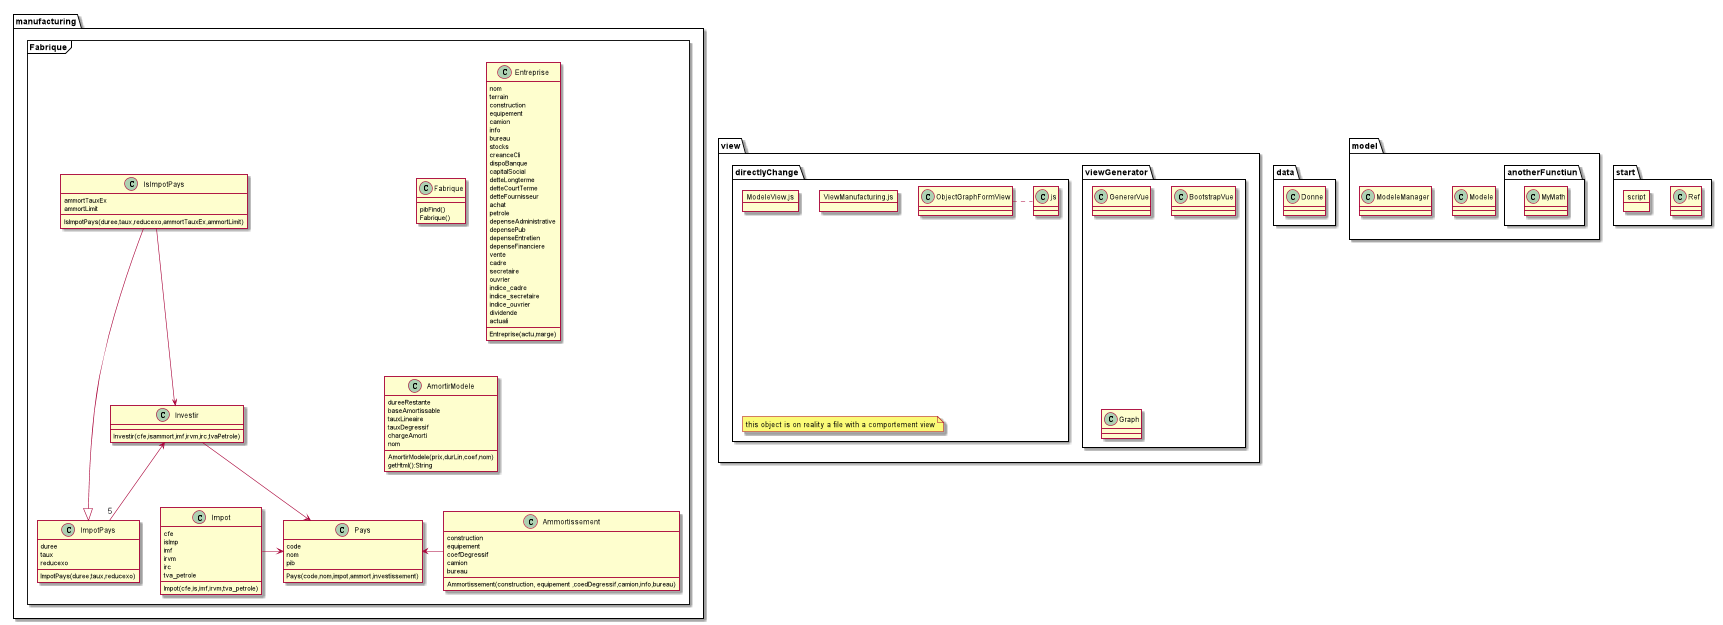 manufacturing
Fabrique
C Entreprise
nom
terrain
construction
equipement
camion
info
bureau
stocks
creanceCli
dispoBanque
capitalSocial
detteLongterme
detteCourtTerme
detteFournisseur
achat
petrole
depenseAdministrative
depensePub
depenseEntretien
depenseFinanciere
vente
cadre
secretaire
ouvrier
indice_cadre
indice_secretaire
indice_ouvrier
dividende
actuali
Entreprise(actu,marge)
C IsImpotPays
ammortTauxEx
ammortLimit
IsImpotPays(duree,taux,reducexo,ammortTauxEx,ammortLimit)
C Fabrique
pibFind()
Fabrique()
C AmortirModele
dureeRestante
baseAmortissable
tauxLineaire
tauxDegressif
chargeAmorti
nom
AmortirModele(prix,durLin,coef,nom)
getHtml():String
C Investir
Investir(cfe,isammort,imf,irvm,irc,tvaPetrole)
5
C ImpotPays
duree
taux
reducexo
ImpotPays(duree,taux,reducexo)
C Impot
cfe
isImp
imf
irvm
irc
tva_petrole
Impot(cfe,is,imf,irvm,tva_petrole)
C Pays
code
nom
pib
Pays(code,nom,impot,ammort,investissement)
C Ammortissement
construction
equipement
coefDegressif
camion
bureau
Ammortissement(construction, equipement ,coedDegressif,camion,info,bureau)
view
directlyChange
ModeleView.js
ViewManufacturing.js
C ObjectGraphFormView
C js
this object is on reality a file with a comportement view
viewGenerator
C GenererVue
C BootstrapVue
C Graph
data
C Donne
model
C ModeleManager
C Modele
anotherFunctiun
C MyMath
start
script
C Ref